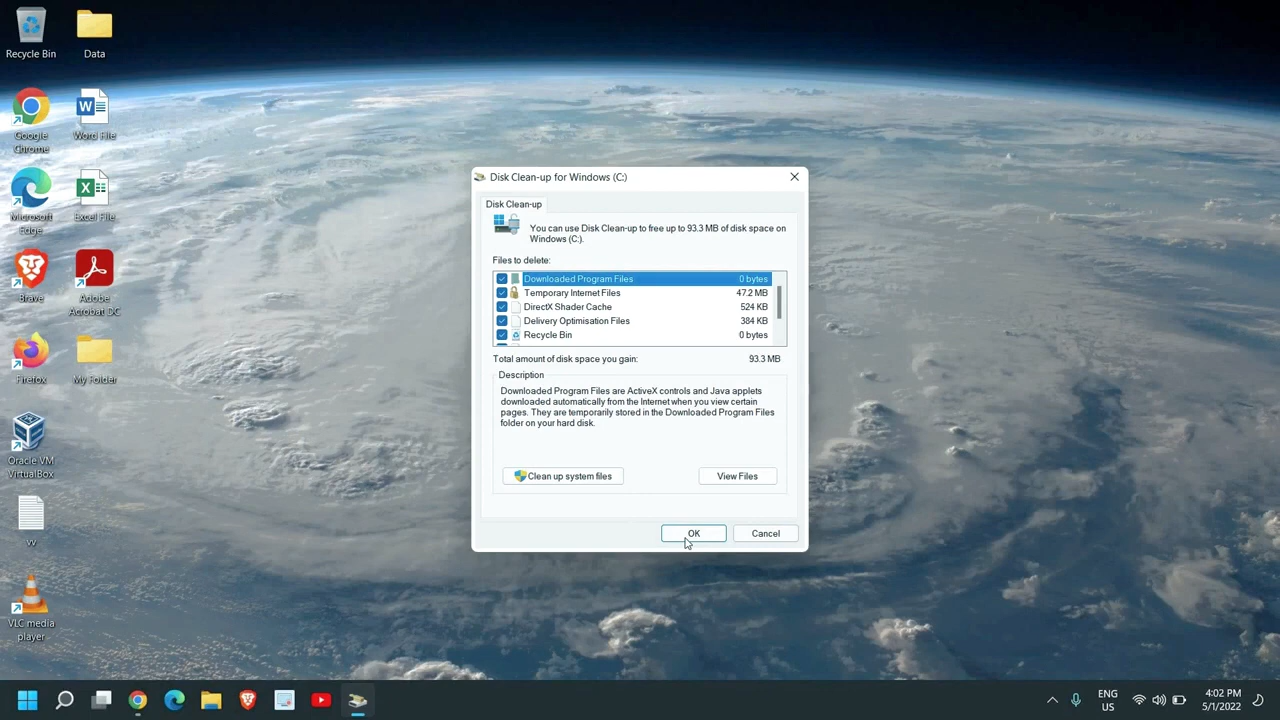 Recycle Bin
Data
Google
Chrome
Word File
Microsoft
Edge
Excel File
Brave
Adobe
Acrobat DC
Firefox
My Folder
Oracle VM
VirtualBox
vv
VLC media
player
Disk Clean-up for Windows (C:)
Disk Clean-up
You can use Disk Clean-up to free up to 93.3 MB of disk space on
Windows (C:).
Files to delete:
Downloaded Program Files 0 bytes
Temporary Internet Files 47.2 MB
DirectX Shader Cache 524 KB
Delivery Optimisation Files 384 KB
Recycle Bin 0 bytes
Total amount of disk space you gain: 93.3 MB
Description
Downloaded Program Files are ActiveX controls and Java applets
downloaded automatically from the Internet when you view certain
pages. They are temporarily stored in the Downloaded Program Files
folder on your hard disk.
Clean up system files
View Files
OK
Cancel
ENG
US
4:02 PM
5/1/2022